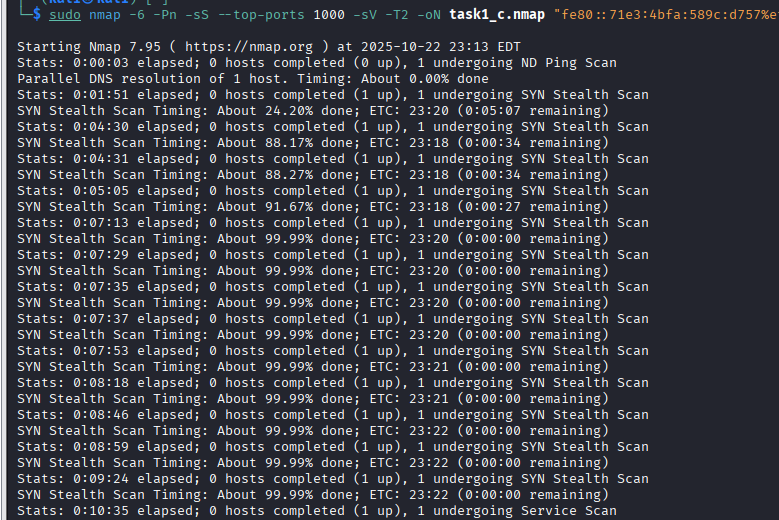 (kali㉿kali)-[~]
└─$ sudo nmap -6 -Pn -sS --top-ports 1000 -sV -T2 -oN task1_c.nmap "fe80::71e3:4bfa:589c:d757%e
Starting Nmap 7.95 ( https://nmap.org ) at 2025-10-22 23:13 EDT
Stats: 0:00:03 elapsed; 0 hosts completed (0 up), 1 undergoing ND Ping Scan
Parallel DNS resolution of 1 host. Timing: About 0.00% done
Stats: 0:01:51 elapsed; 0 hosts completed (1 up), 1 undergoing SYN Stealth Scan
SYN Stealth Scan Timing: About 24.20% done; ETC: 23:20 (0:05:07 remaining)
Stats: 0:04:30 elapsed; 0 hosts completed (1 up), 1 undergoing SYN Stealth Scan
SYN Stealth Scan Timing: About 88.17% done; ETC: 23:18 (0:00:34 remaining)
Stats: 0:04:31 elapsed; 0 hosts completed (1 up), 1 undergoing SYN Stealth Scan
SYN Stealth Scan Timing: About 88.27% done; ETC: 23:18 (0:00:34 remaining)
Stats: 0:05:05 elapsed; 0 hosts completed (1 up), 1 undergoing SYN Stealth Scan
SYN Stealth Scan Timing: About 91.67% done; ETC: 23:18 (0:00:27 remaining)
Stats: 0:07:13 elapsed; 0 hosts completed (1 up), 1 undergoing SYN Stealth Scan
SYN Stealth Scan Timing: About 99.99% done; ETC: 23:20 (0:00:00 remaining)
Stats: 0:07:29 elapsed; 0 hosts completed (1 up), 1 undergoing SYN Stealth Scan
SYN Stealth Scan Timing: About 99.99% done; ETC: 23:20 (0:00:00 remaining)
Stats: 0:07:35 elapsed; 0 hosts completed (1 up), 1 undergoing SYN Stealth Scan
SYN Stealth Scan Timing: About 99.99% done; ETC: 23:20 (0:00:00 remaining)
Stats: 0:07:37 elapsed; 0 hosts completed (1 up), 1 undergoing SYN Stealth Scan
SYN Stealth Scan Timing: About 99.99% done; ETC: 23:20 (0:00:00 remaining)
Stats: 0:07:53 elapsed; 0 hosts completed (1 up), 1 undergoing SYN Stealth Scan
SYN Stealth Scan Timing: About 99.99% done; ETC: 23:21 (0:00:00 remaining)
Stats: 0:08:18 elapsed; 0 hosts completed (1 up), 1 undergoing SYN Stealth Scan
SYN Stealth Scan Timing: About 99.99% done; ETC: 23:21 (0:00:00 remaining)
Stats: 0:08:46 elapsed; 0 hosts completed (1 up), 1 undergoing SYN Stealth Scan
SYN Stealth Scan Timing: About 99.99% done; ETC: 23:22 (0:00:00 remaining)
Stats: 0:08:59 elapsed; 0 hosts completed (1 up), 1 undergoing SYN Stealth Scan
SYN Stealth Scan Timing: About 99.99% done; ETC: 23:22 (0:00:00 remaining)
Stats: 0:09:24 elapsed; 0 hosts completed (1 up), 1 undergoing SYN Stealth Scan
SYN Stealth Scan Timing: About 99.99% done; ETC: 23:22 (0:00:00 remaining)
Stats: 0:10:35 elapsed; 0 hosts completed (1 up), 1 undergoing Service Scan